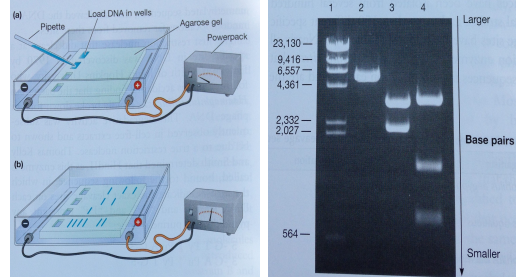 (a)
Load DNA in wells
Pipette
Agarose gel
Powerpack
(b)
1 2 3 4
Larger
23,130
9,416
6,557
4,361
2,332
2,027
Base pairs
564
Smaller